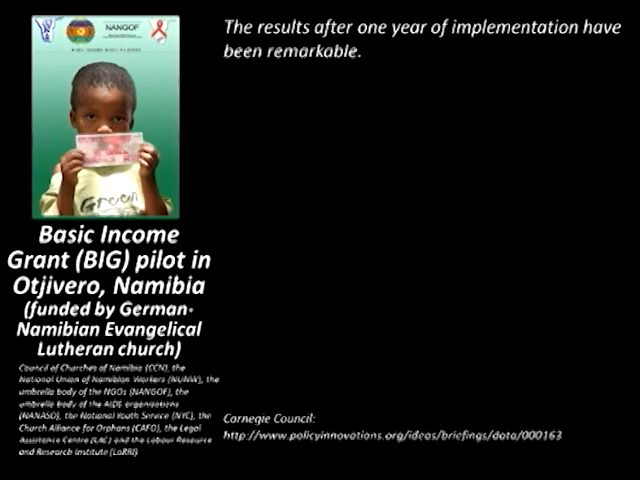 NANGOF
Green
Basic Income
Grant (BIG) pilot in
Otjivero, Namibia
(funded by German-
Namibian Evangelical
Lutheran church)
Council of Churches of Namibia (CCN), the
National Union of Namibian Workers (NUNW), the
umbrella body of the NGOs (NANGOF), the
umbrella body of the AIDS organizations
(NANASO), the National Youth Service (NYC), the
Church Alliance for Orphans (CAFO), the Legal
Assistance Centre (LAC) and the Labour Resource
and Research Institute (LaRRI)
The results after one year of implementation have
been remarkable.
Carnegie Council:
http://www.policyinnovations.org/ideas/briefings/data/000163